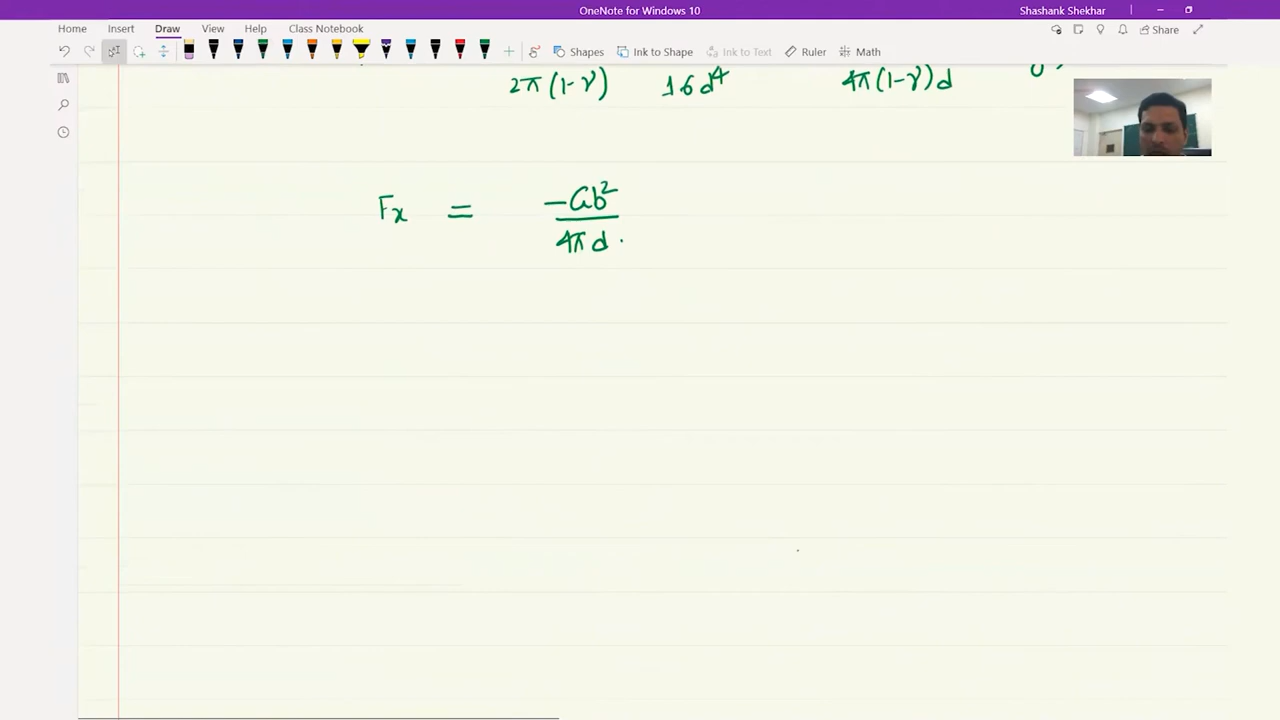 OneNote for Windows 10
Shashank Shekhar
Home Insert Draw View Help Class Notebook
Share
Shapes Ink to Shape Ink to Text Ruler Math
2π(1-γ) 16d⁴ 4π(1-γ)d
Fx = -Gb²
4πd